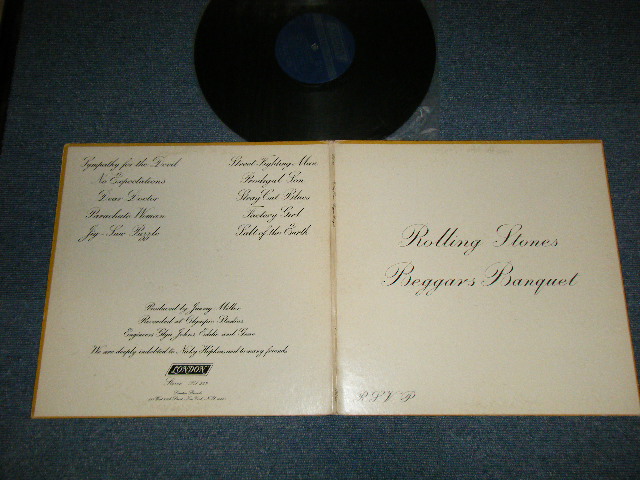 Sympathy for the Devil
No Expectations
Dear Doctor
Parachute Woman
Jig-Saw Puzzle
Street Fighting Man
Prodigal Son
Stray Cat Blues
Factory Girl
Salt of the Earth
Produced by Jimmy Miller
Recorded at Olympic Studios
Engineers Glyn Johns Eddie and Gene
We are deeply indebted to Nicky Hopkins and to many friends
LONDON
Stereo
Rolling Stones
Beggars Banquet
R.S.V.P.